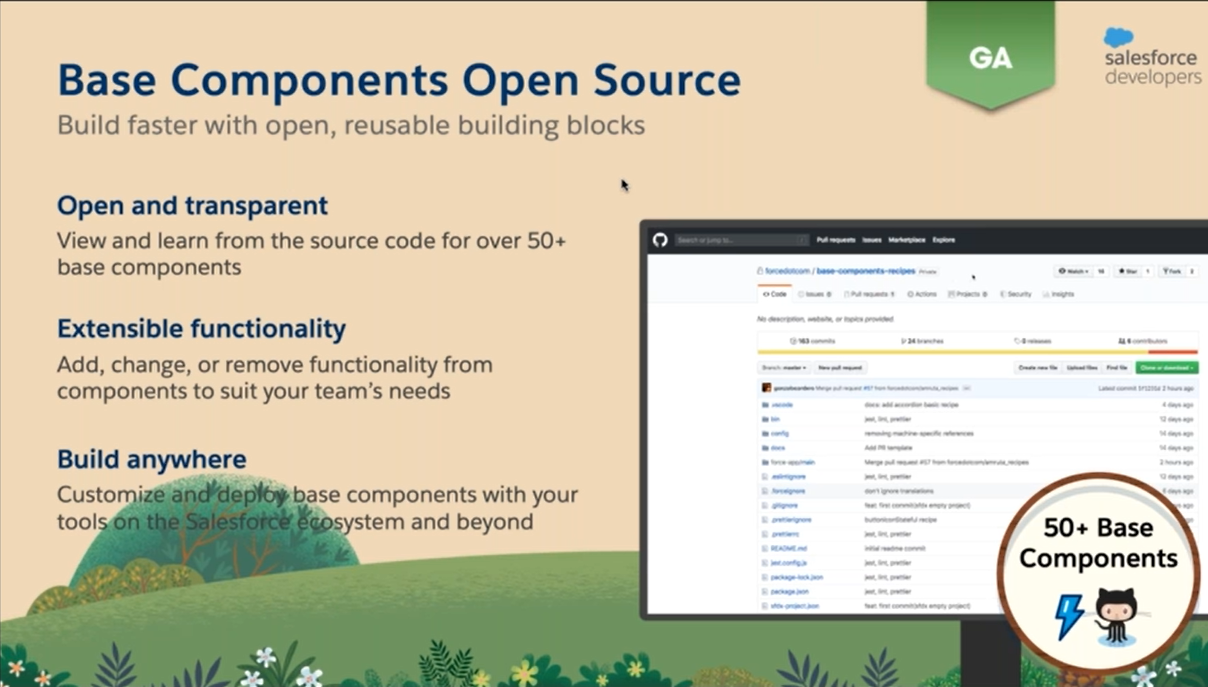 Base Components Open Source
Build faster with open, reusable building blocks
GA
salesforce
developers
Open and transparent
View and learn from the source code for over 50+
base components
Extensible functionality
Add, change, or remove functionality from
components to suit your team's needs
Build anywhere
Customize and deploy base components with your
tools on the Salesforce ecosystem and beyond
Search or jump to...
Pull requests Issues Marketplace Explore
forcedotcom / base-components-recipes Private
Watch Star 1 Fork
Code Issues Pull requests Actions Projects Security Insights
No description, website, or topics provided.
163 commits 24 branches 0 releases 6 contributors
Branch: master New pull request Create new file Upload files Find file Clone or download
Merge pull request #57 from forcedotcom/amruta_recipes Latest commit 2 hours ago
.vscode docs: add accordion basic recipe 4 days ago
bin jest, lint, prettier 12 days ago
config removing machine-specific references 14 days ago
docs Add PR template 14 days ago
force-app/main Merge pull request #57 from forcedotcom/amruta_recipes 2 hours ago
.eslintignore jest, lint, prettier 12 days ago
.forceignore don't ignore translations days ago
.gitignore feat: first commit(sfdx empty project)
.prettierignore buttonIconStateful recipe
.prettierrc jest, lint, prettier
README.md initial readme commit
jest.config.js jest, lint, prettier
package-lock.json jest, lint, prettier
package.json jest, lint, prettier
sfdx-project.json feat: first commit(sfdx empty project)
50+ Base
Components